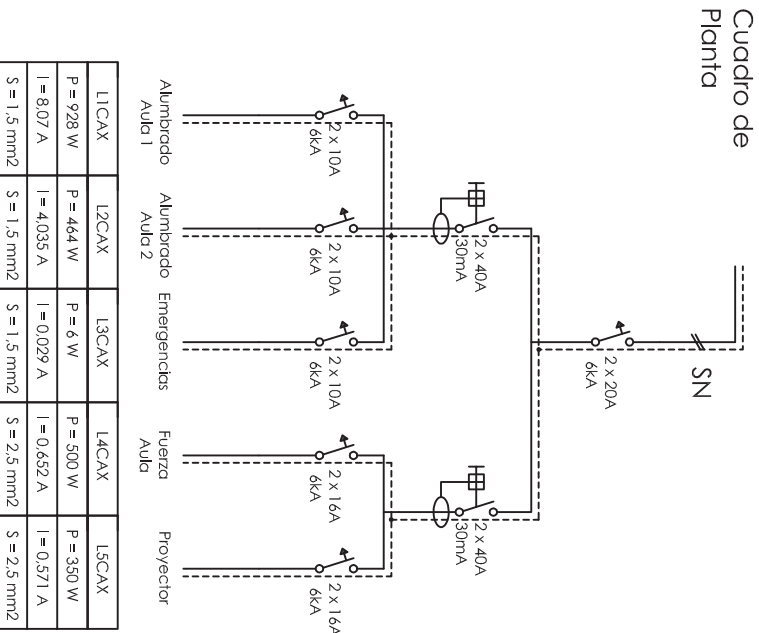 Cuadro de
Planta
SN
2 x 20A
6kA
2 x 40A
30mA
2 x 40A
30mA
2 x 10A
6kA
2 x 10A
6kA
2 x 10A
6kA
2 x 16A
6kA
2 x 16A
6kA
Alumbrado
Aula 1
Alumbrado
Aula 2
Emergencias
Fuerza
Aula
Proyector
L1CAX L2CAX L3CAX L4CAX L5CAX
P = 928 W P = 464 W P = 6 W P = 500 W P = 350 W
I = 8,07 A I = 4,035 A I = 0,029 A I = 0,652 A I = 0,571 A
S = 1,5 mm2 S = 1,5 mm2 S = 1,5 mm2 S = 2,5 mm2 S = 2,5 mm2